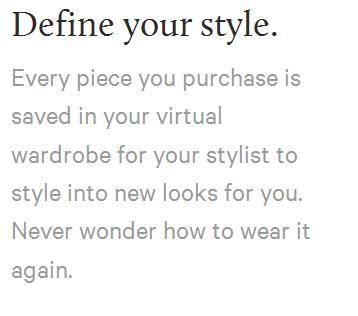 Define your style.
Every piece you purchase is
saved in your virtual
wardrobe for your stylist to
style into new looks for you.
Never wonder how to wear it
again.